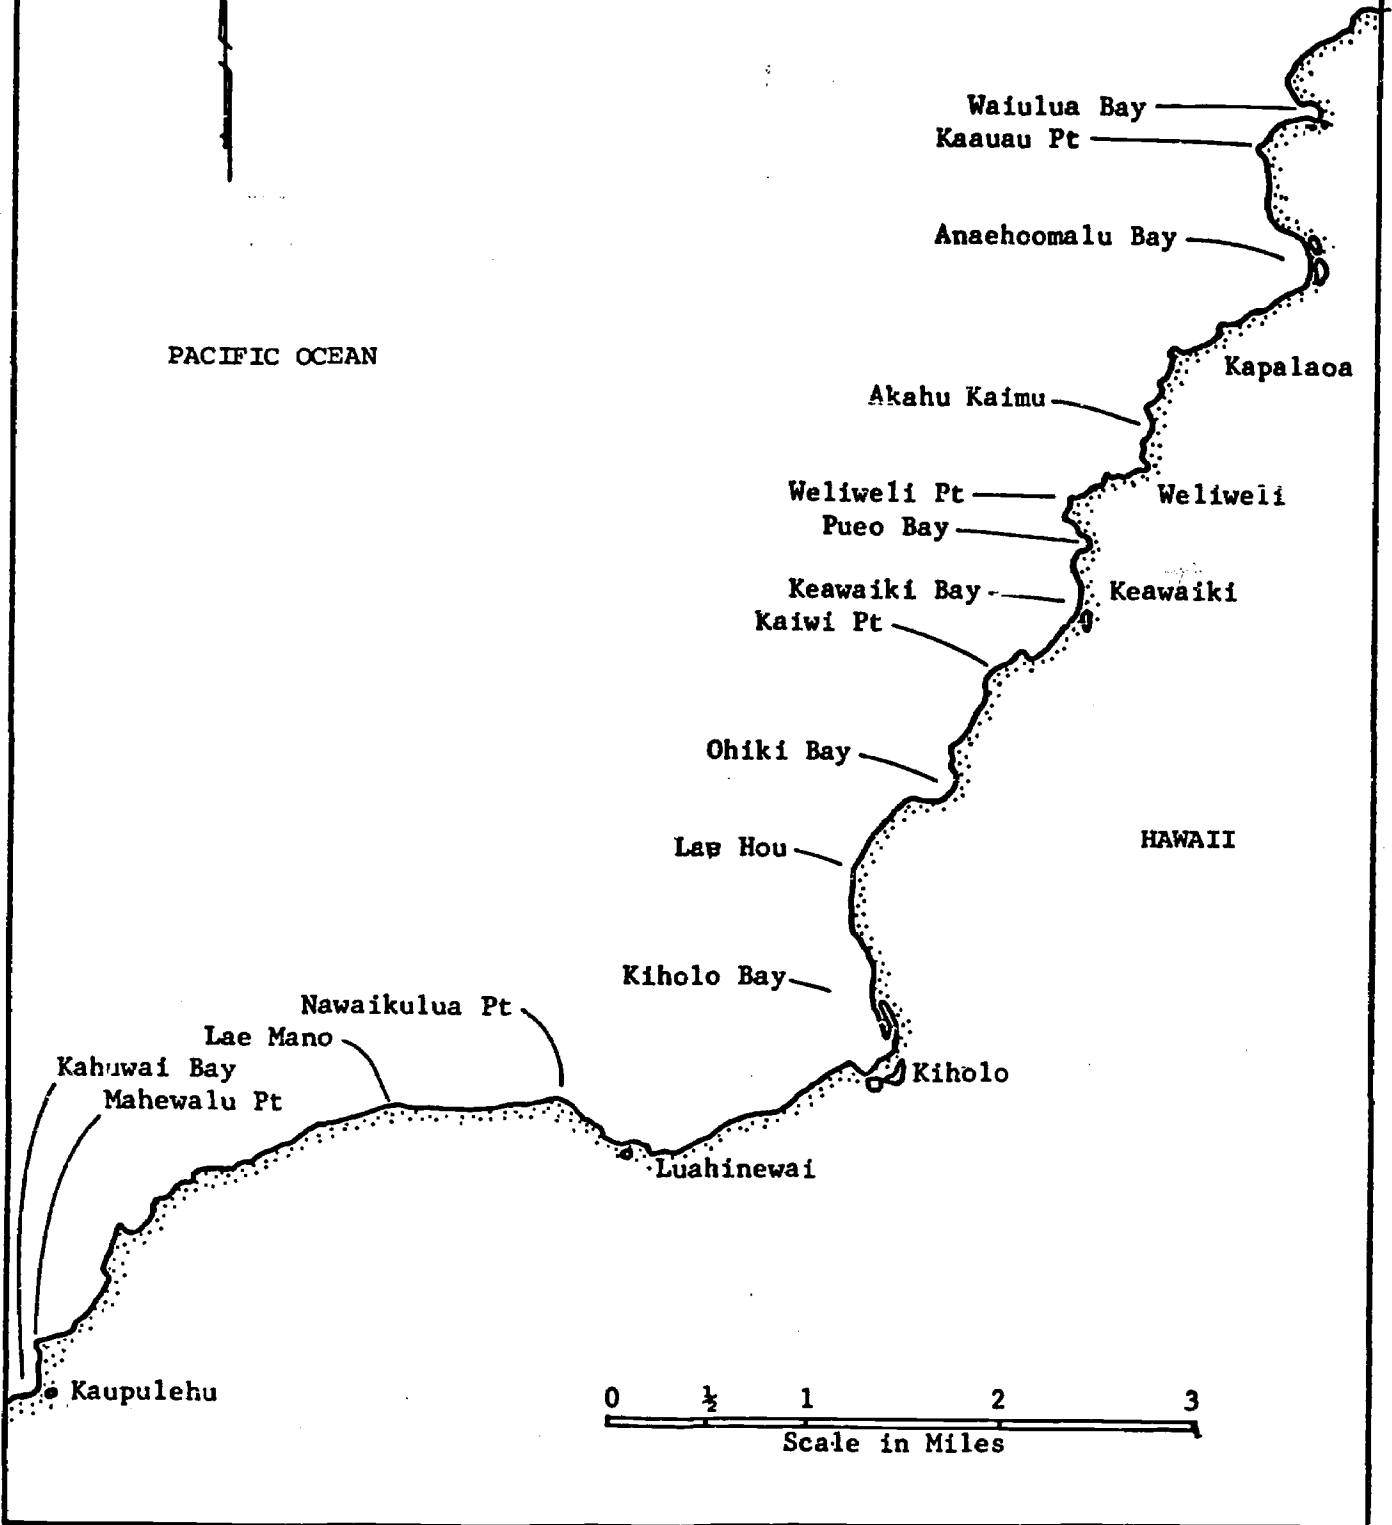 Waiulua Bay
Kaauau Pt
Anaehoomalu Bay
PACIFIC OCEAN
Kapalaoa
Akahu Kaimu
Weliweli Pt
Weliweli
Pueo Bay
Keawaiki Bay
Keawaiki
Kaiwi Pt
Ohiki Bay
HAWAII
Lae Hou
Kiholo Bay
Nawaikulua Pt
Lae Mano
Kahuwai Bay
Kiholo
Mahewalu Pt
Luahinewai
Kaupulehu
0 ½ 1 2 3
Scale in Miles